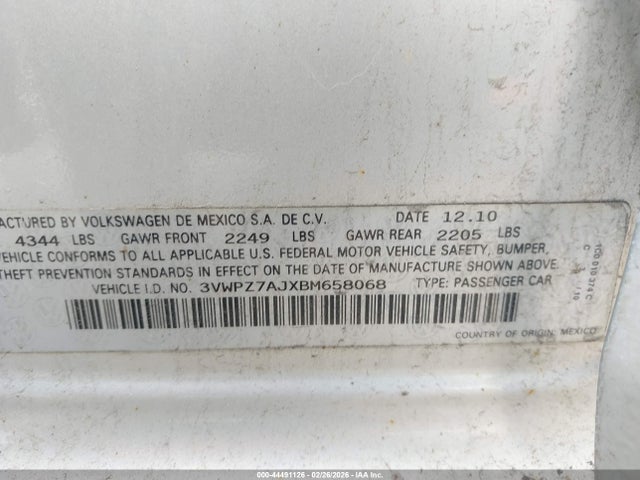 ACTURED BY VOLKSWAGEN DE MEXICO S.A. DE C.V. DATE 12.10
4344 LBS GAWR FRONT 2249 LBS GAWR REAR 2205 LBS
VEHICLE CONFORMS TO ALL APPLICABLE U.S. FEDERAL MOTOR VEHICLE SAFETY, BUMPER,
THEFT PREVENTION STANDARDS IN EFFECT ON THE DATE OF MANUFACTURE SHOWN ABOVE.
VEHICLE I.D. NO. 3VWPZ7AJXBM658068 TYPE: PASSENGER CAR
COUNTRY OF ORIGIN: MEXICO
000-44491126 - 02/26/2026 - IAA Inc.